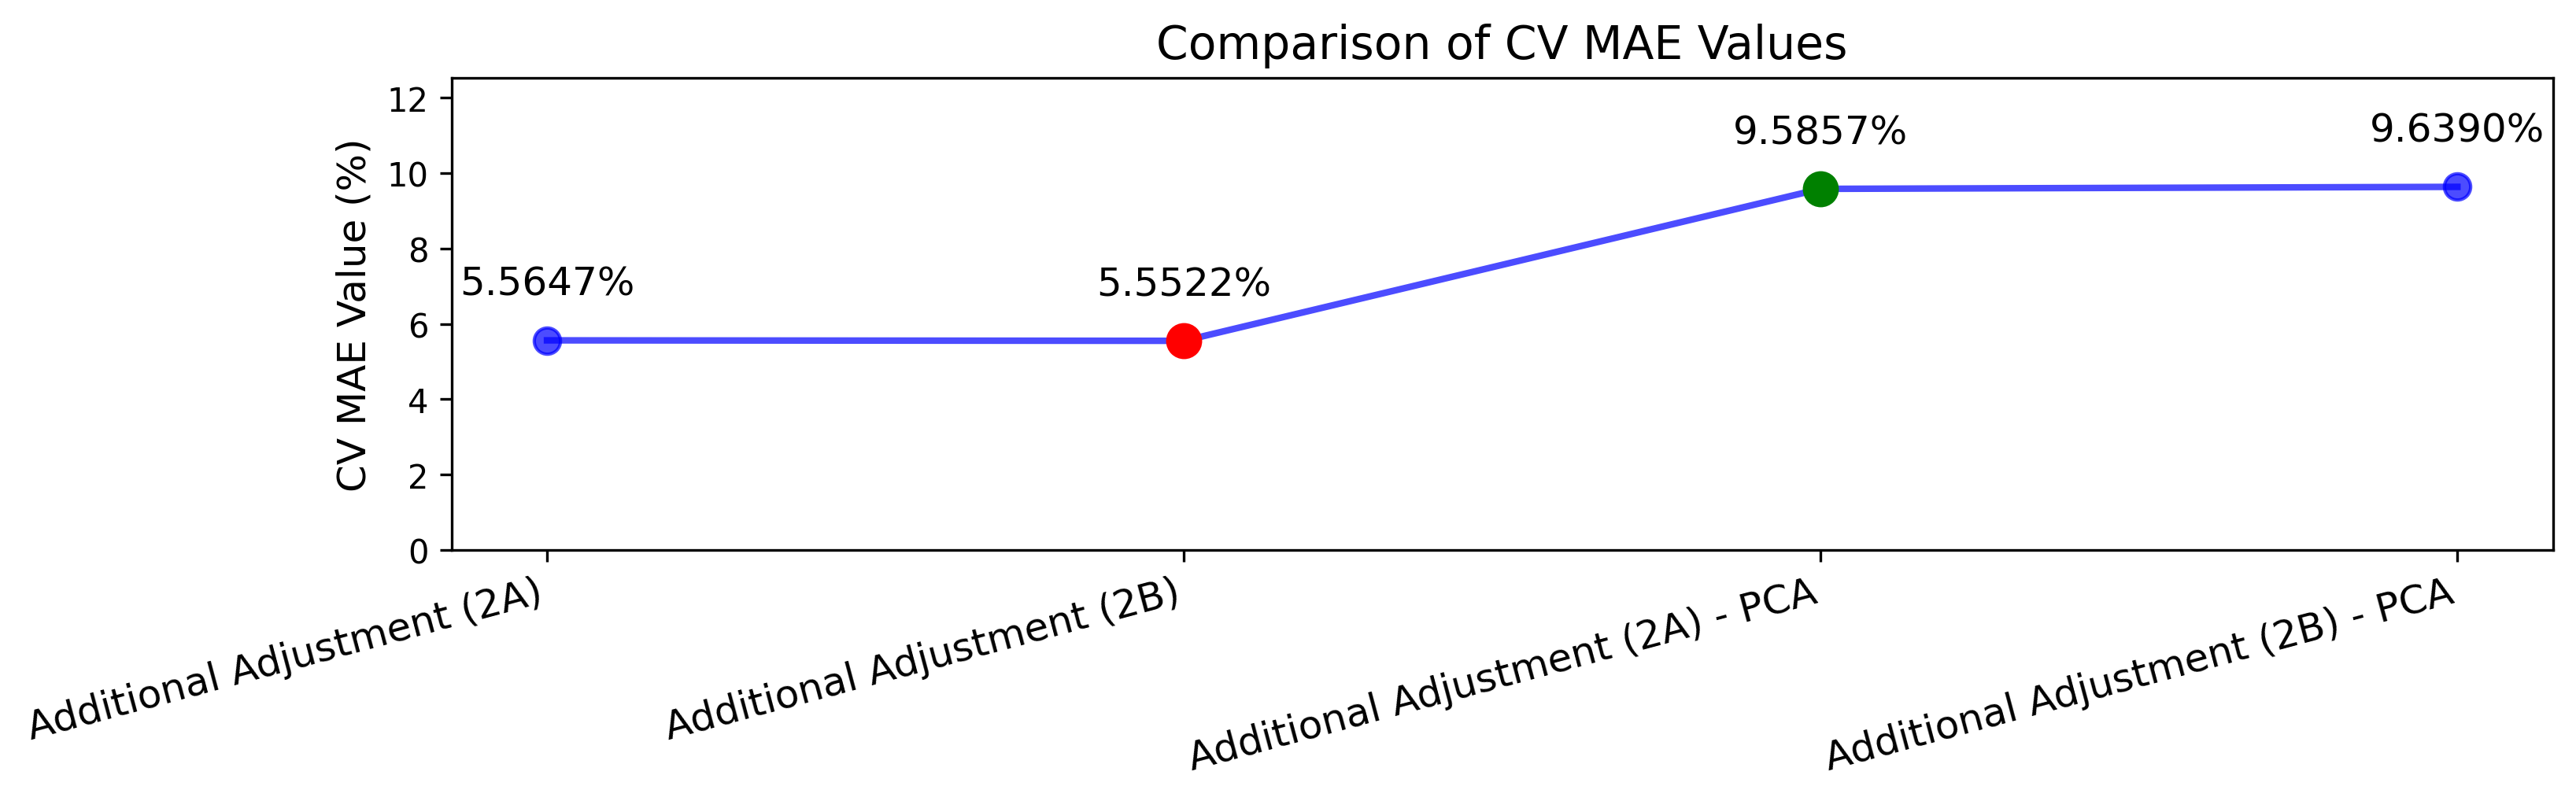 Comparison of CV MAE Values
CV MAE Value (%)
12
10
8
6
4
2
0
5.5647%
5.5522%
9.5857%
9.6390%
Additional Adjustment (2A)
Additional Adjustment (2B)
Additional Adjustment (2A) - PCA
Additional Adjustment (2B) - PCA